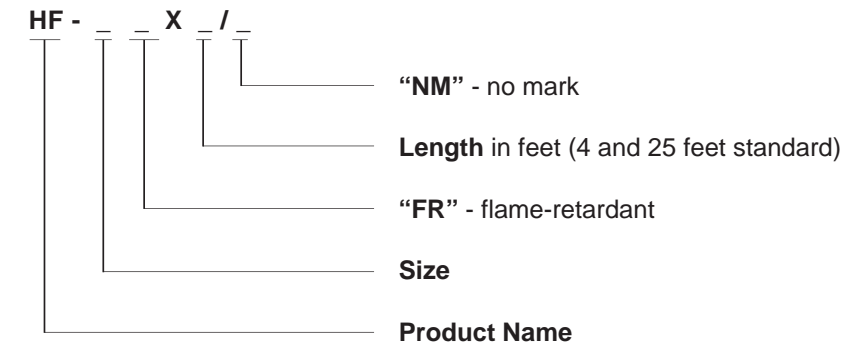 HF - _ _ X _ / _
“NM” - no mark
Length in feet (4 and 25 feet standard)
“FR” - flame-retardant
Size
Product Name